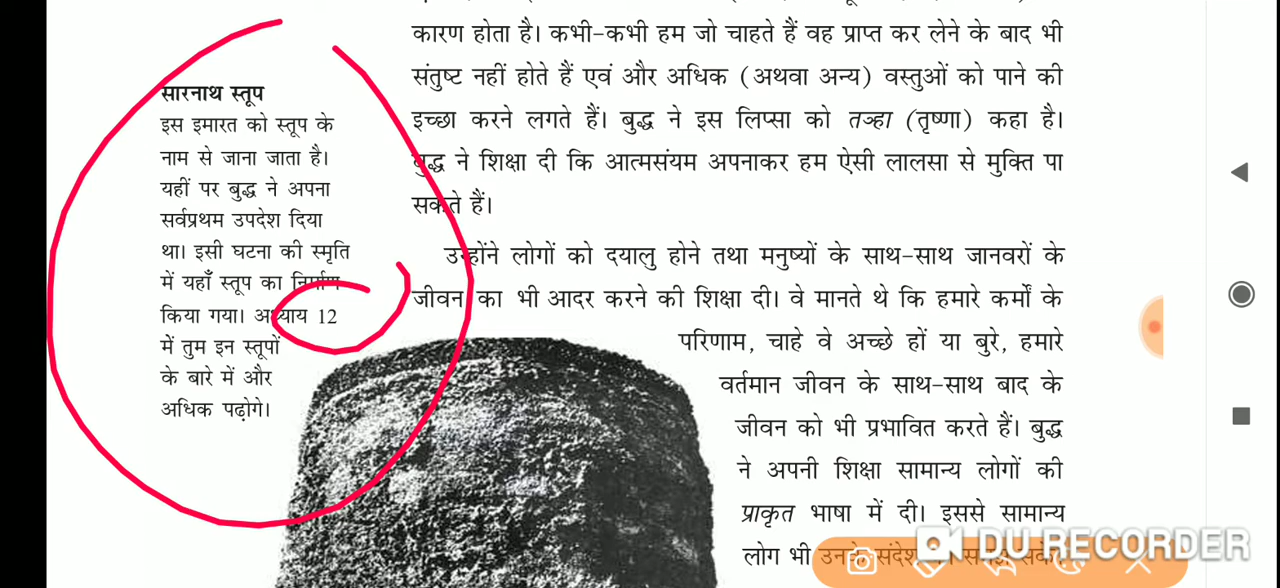 कारण होता है। कभी-कभी हम जो चाहते हैं वह प्राप्त कर लेने के बाद भी
संतुष्ट नहीं होते हैं एवं और अधिक (अथवा अन्य) वस्तुओं को पाने की
इच्छा करने लगते हैं। बुद्ध ने इस लिप्सा को तञ्हा (तृष्णा) कहा है।
बुद्ध ने शिक्षा दी कि आत्मसंयम अपनाकर हम ऐसी लालसा से मुक्ति पा
सकते हैं।
उन्होंने लोगों को दयालु होने तथा मनुष्यों के साथ-साथ जानवरों के
जीवन का भी आदर करने की शिक्षा दी। वे मानते थे कि हमारे कर्मों के
परिणाम, चाहे वे अच्छे हों या बुरे, हमारे
वर्तमान जीवन के साथ-साथ बाद के
जीवन को भी प्रभावित करते हैं। बुद्ध
ने अपनी शिक्षा सामान्य लोगों की
प्राकृत भाषा में दी। इससे सामान्य
लोग भी उनके संदेश
सारनाथ स्तूप
इस इमारत को स्तूप के
नाम से जाना जाता है।
यहीं पर बुद्ध ने अपना
सर्वप्रथम उपदेश दिया
था। इसी घटना की स्मृति
में यहाँ स्तूप का निर्माण
किया गया। अध्याय 12
में तुम इन स्तूपों
के बारे में और
अधिक पढ़ोगे।
DU RECORDER